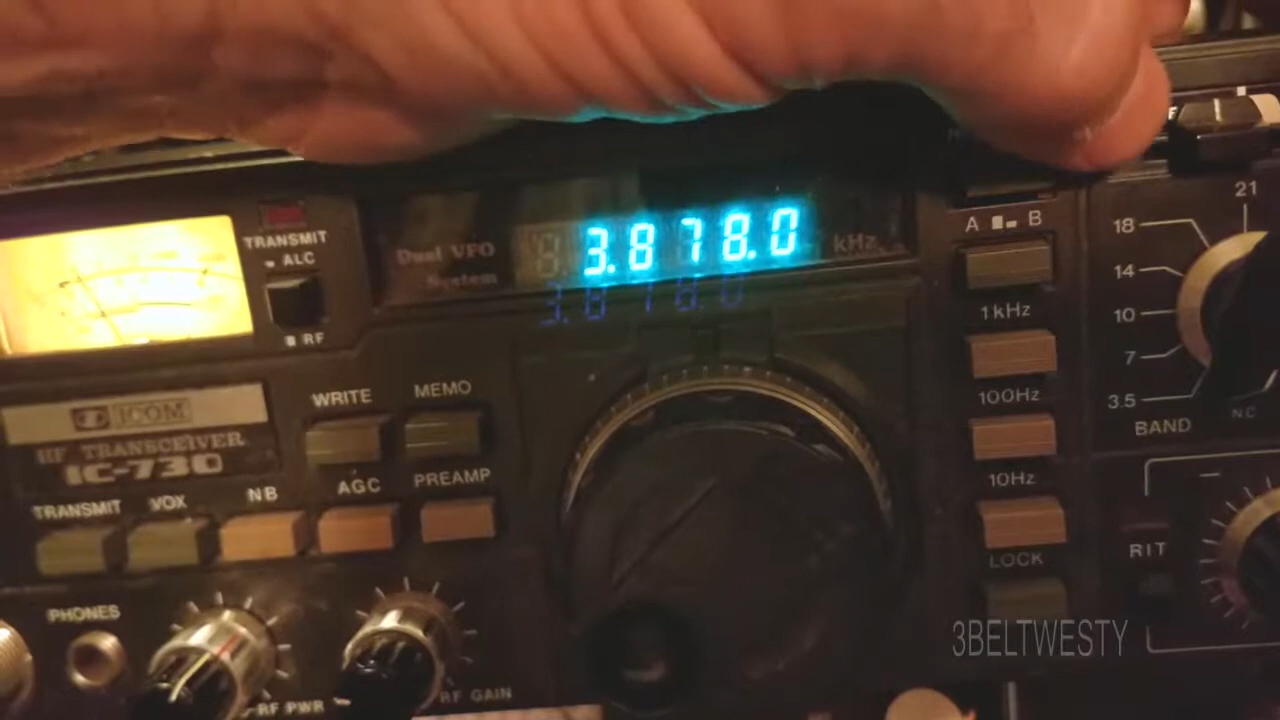 TRANSMIT
ALC
RF
Dual VFO
System
3.878.0
kHz
A B
1kHz
100Hz
10Hz
LOCK
21
18
14
10
7
3.5
NC
BAND
RIT
ICOM
HF TRANSCEIVER
IC-730
WRITE
MEMO
TRANSMIT
VOX
NB
AGC
PREAMP
PHONES
RF PWR
RF GAIN
3BELTWESTY